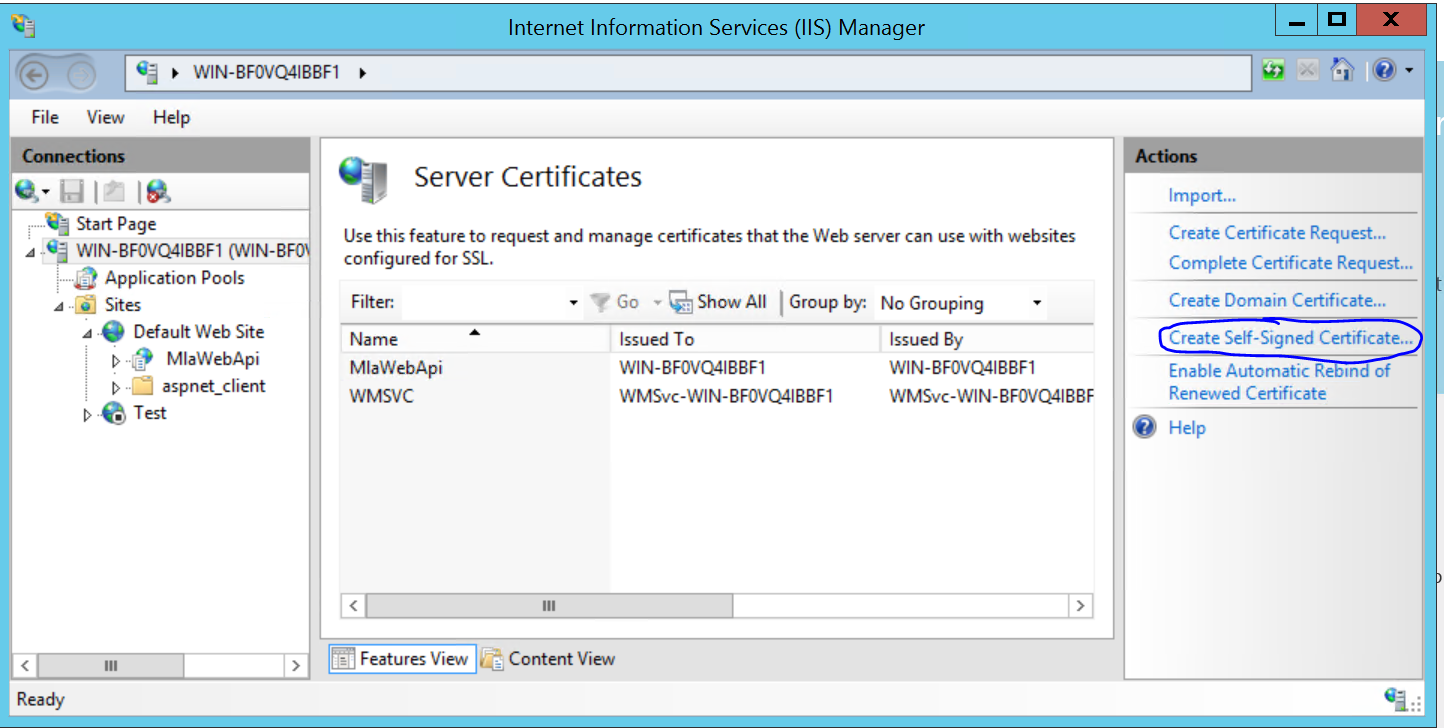 Internet Information Services (IIS) Manager
WIN-BF0VQ4IBBF1
File View Help
Connections
Start Page
WIN-BF0VQ4IBBF1 (WIN-BF0V
Application Pools
Sites
Default Web Site
MIaWebApi
aspnet_client
Test
Server Certificates
Use this feature to request and manage certificates that the Web server can use with websites
configured for SSL.
Filter: Go Show All Group by: No Grouping
Name Issued To Issued By
MIaWebApi WIN-BF0VQ4IBBF1 WIN-BF0VQ4IBBF1
WMSVC WMSvc-WIN-BF0VQ4IBBF1 WMSvc-WIN-BF0VQ4IBBF
Features View Content View
Actions
Import...
Create Certificate Request...
Complete Certificate Request...
Create Domain Certificate...
Create Self-Signed Certificate...
Enable Automatic Rebind of
Renewed Certificate
Help
Ready